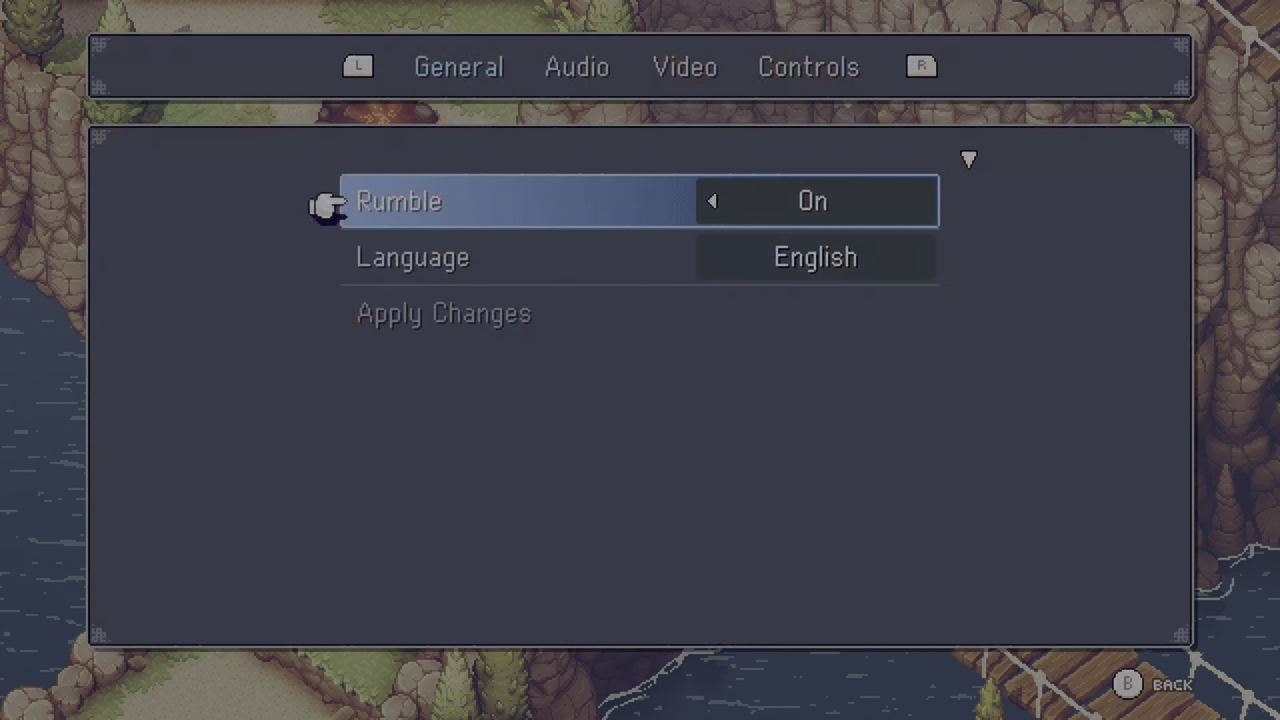 L General Audio Video Controls R
Rumble On
Language English
Apply Changes
B BACK